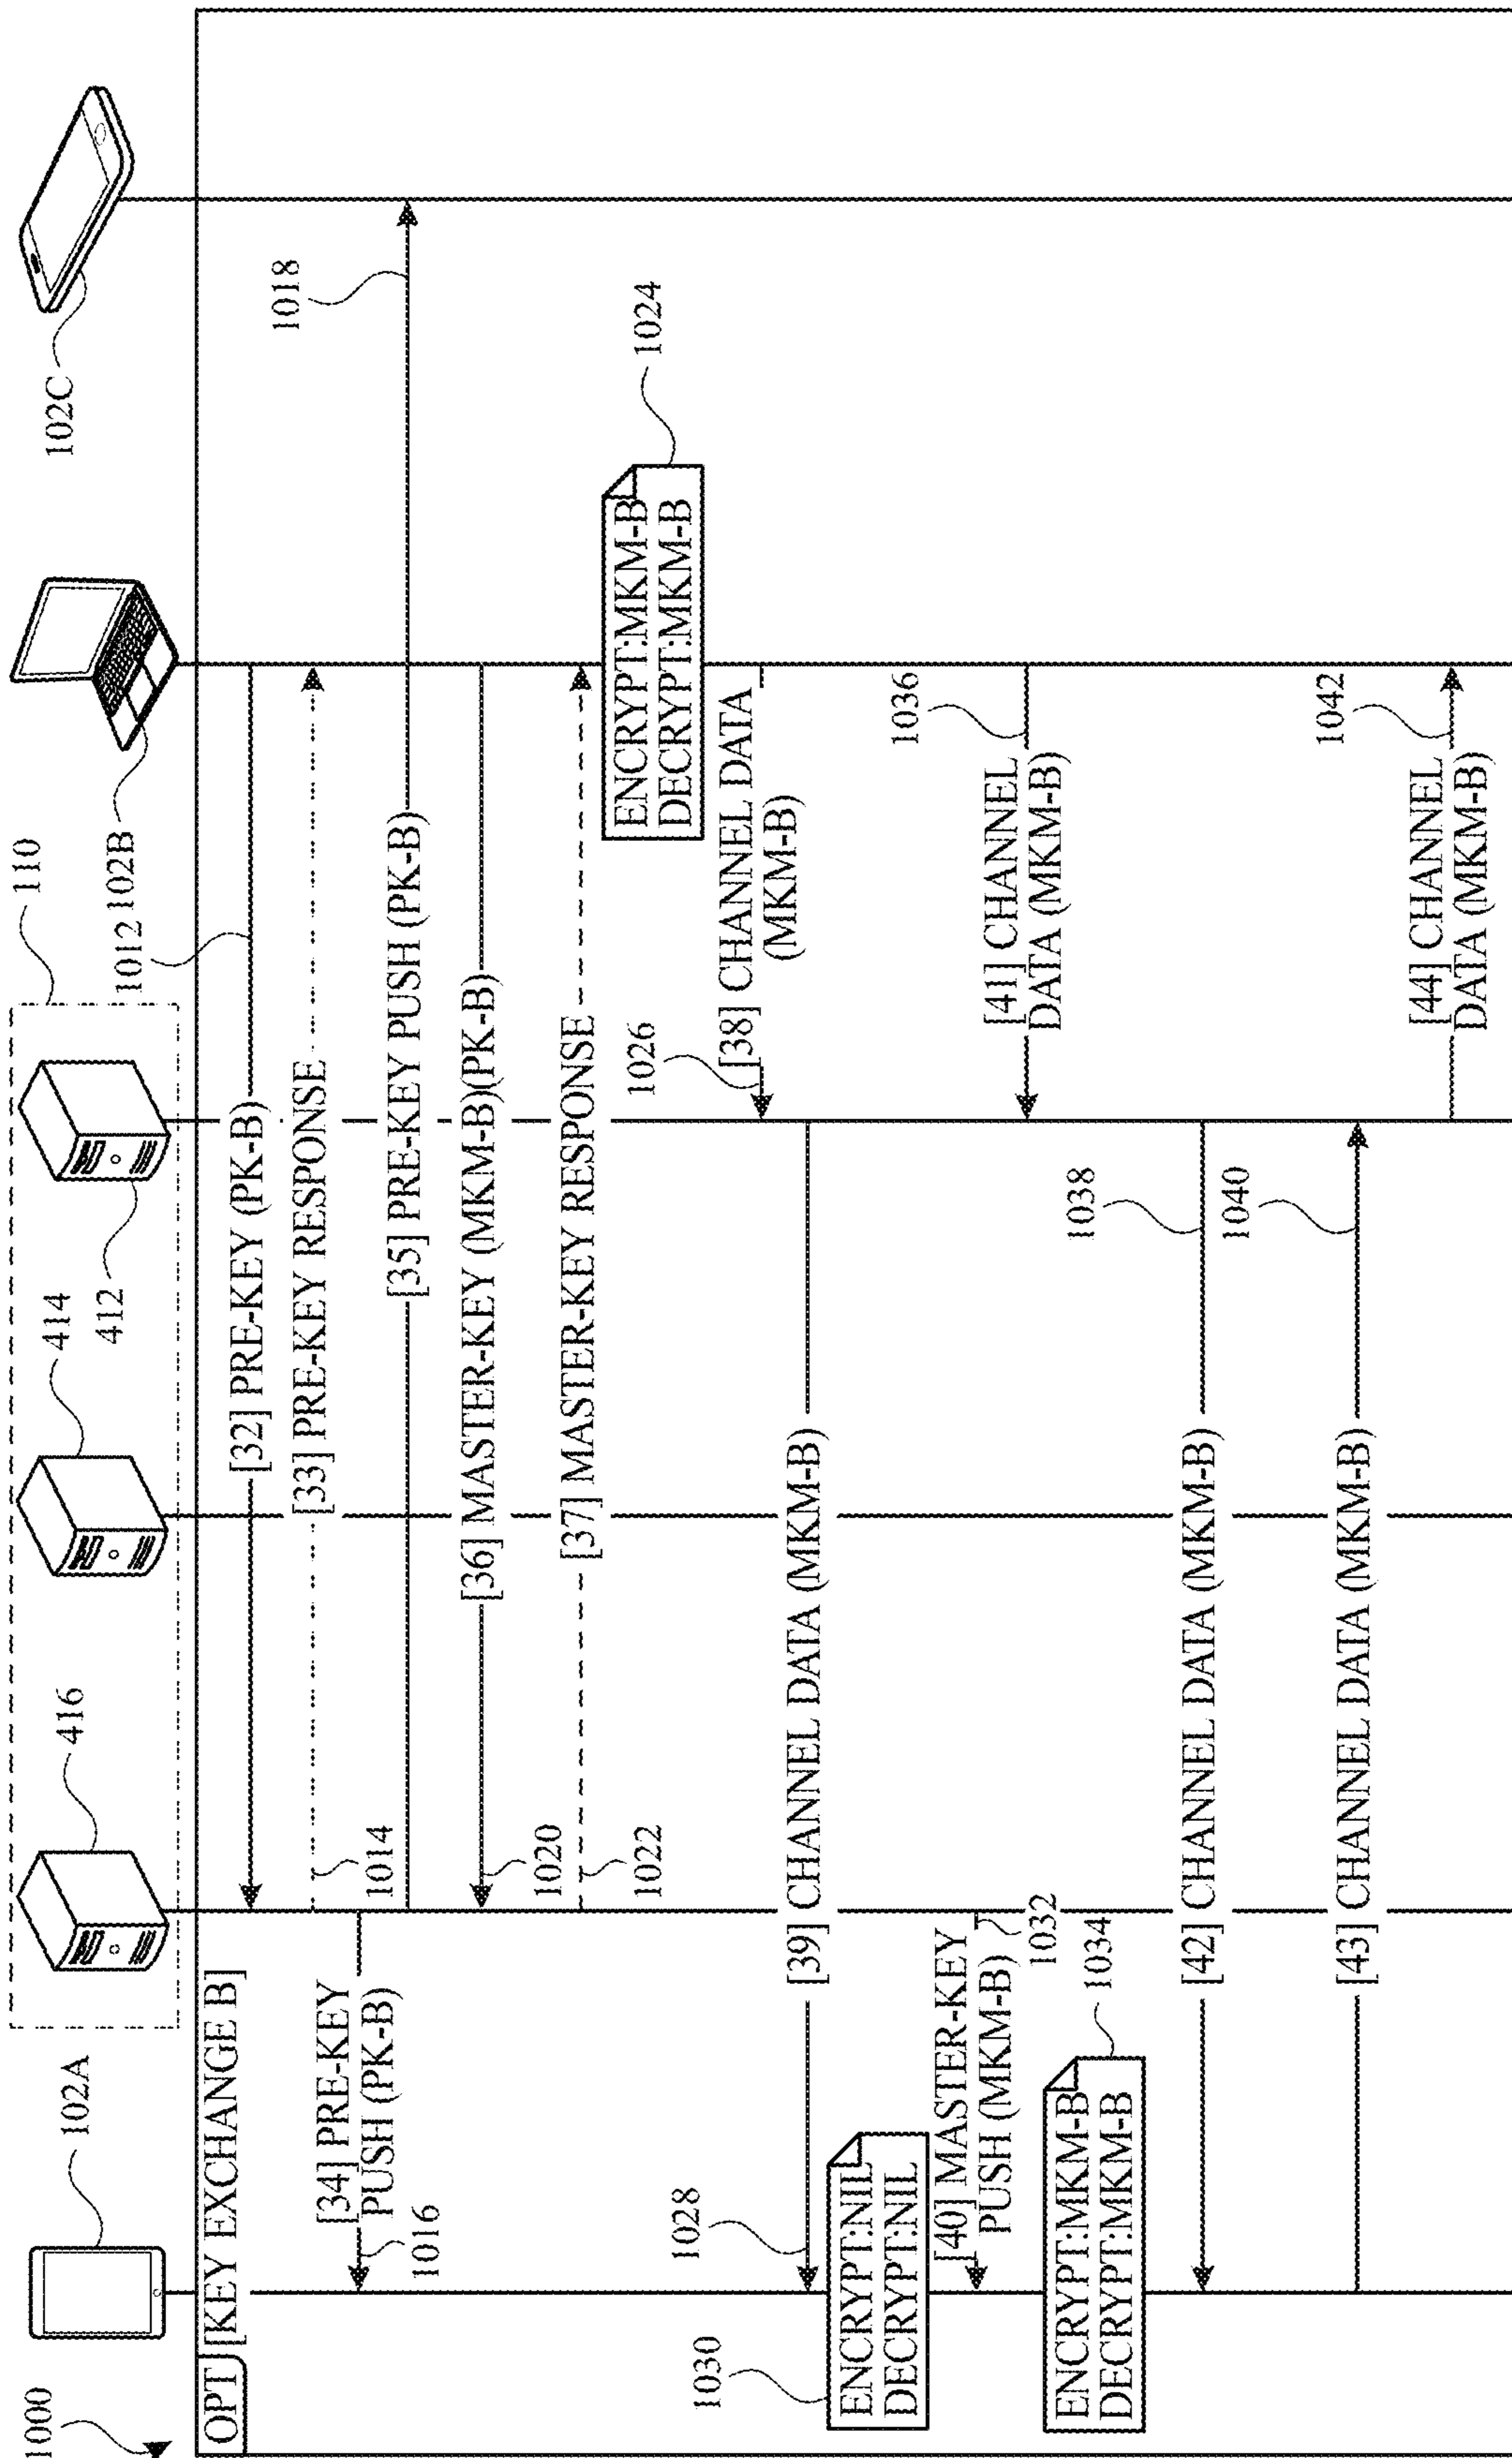 1000
102A
416
414
412
110
102B
102C
OPT
[KEY EXCHANGE B]
[32] PRE-KEY (PK-B)
1012
[33] PRE-KEY RESPONSE
1014
[34] PRE-KEY
PUSH (PK-B)
1016
[35] PRE-KEY PUSH (PK-B)
1018
[36] MASTER-KEY (MKM-B)(PK-B)
1020
[37] MASTER-KEY RESPONSE
1022
ENCRYPT:MKM-B
DECRYPT:MKM-B
1024
[38] CHANNEL DATA
(MKM-B)
1026
[39] CHANNEL DATA (MKM-B)
1028
ENCRYPT:NIL
DECRYPT:NIL
1030
[40] MASTER-KEY
PUSH (MKM-B)
1032
ENCRYPT:MKM-B
DECRYPT:MKM-B
1034
[41] CHANNEL
DATA (MKM-B)
1036
[42] CHANNEL DATA (MKM-B)
1038
[43] CHANNEL DATA (MKM-B)
1040
[44] CHANNEL
DATA (MKM-B)
1042